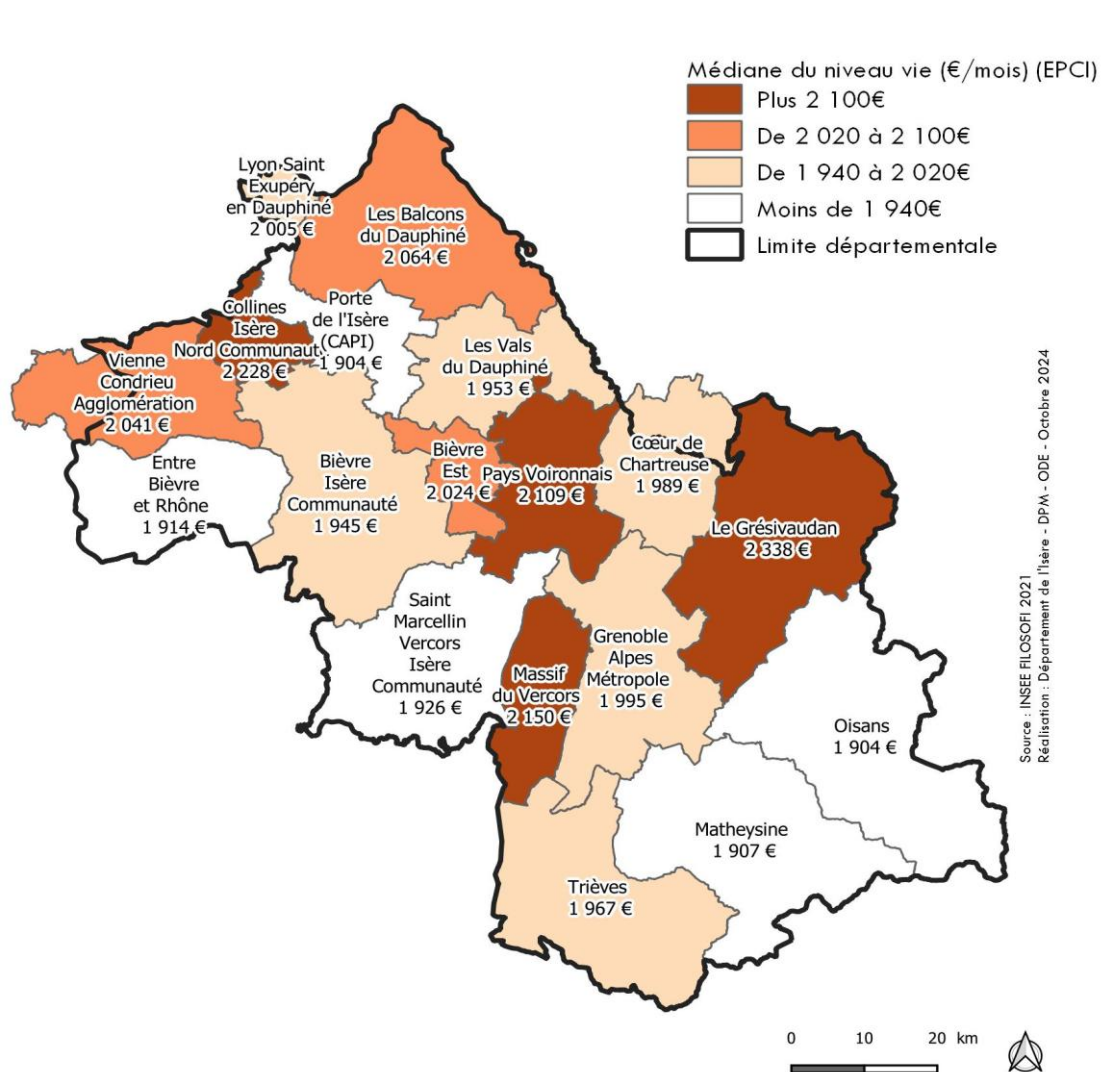 Médiane du niveau vie (€/mois) (EPCI)
Plus 2 100€
De 2 020 à 2 100€
De 1 940 à 2 020€
Moins de 1 940€
Limite départementale
Lyon Saint
Exupéry
en Dauphiné
2 005 €
Les Balcons
du Dauphiné
2 064 €
Collines
Isère
Nord Communauté
2 228 €
Porte
de l'Isère
(CAPI)
1 904 €
Les Vals
du Dauphiné
1 953 €
Vienne
Condrieu
Agglomération
2 041 €
Entre
Bièvre
et Rhône
1 914 €
Bièvre
Isère
Communauté
1 945 €
Bièvre
Est
2 024 €
Pays Voironnais
2 109 €
Cœur de
Chartreuse
1 989 €
Le Grésivaudan
2 338 €
Saint
Marcellin
Vercors
Isère
Communauté
1 926 €
Massif
du Vercors
2 150 €
Grenoble
Alpes
Métropole
1 995 €
Oisans
1 904 €
Matheysine
1 907 €
Trièves
1 967 €
Source : INSEE FILOSOFI 2021
Réalisation : Département de l'Isère - DPM - ODE - Octobre 2024
0 10 20 km